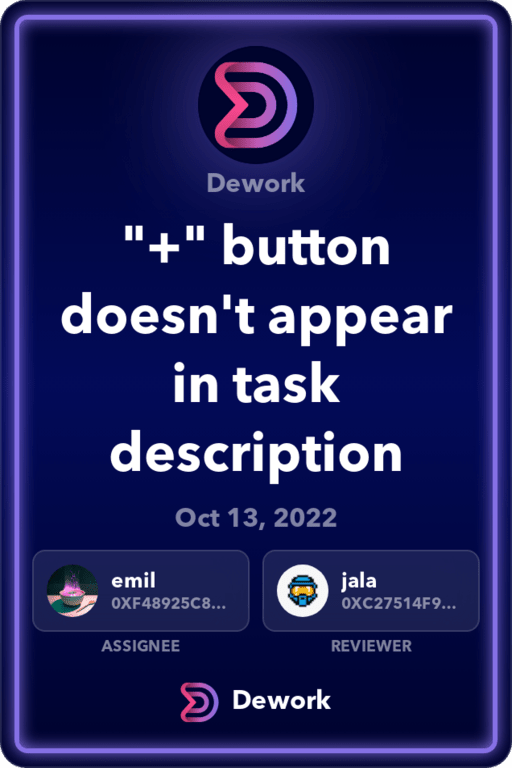 Dework
"+" button
doesn't appear
in task
description
Oct 13, 2022
emil
0XF48925C8...
ASSIGNEE
jala
0XC27514F9...
REVIEWER
Dework